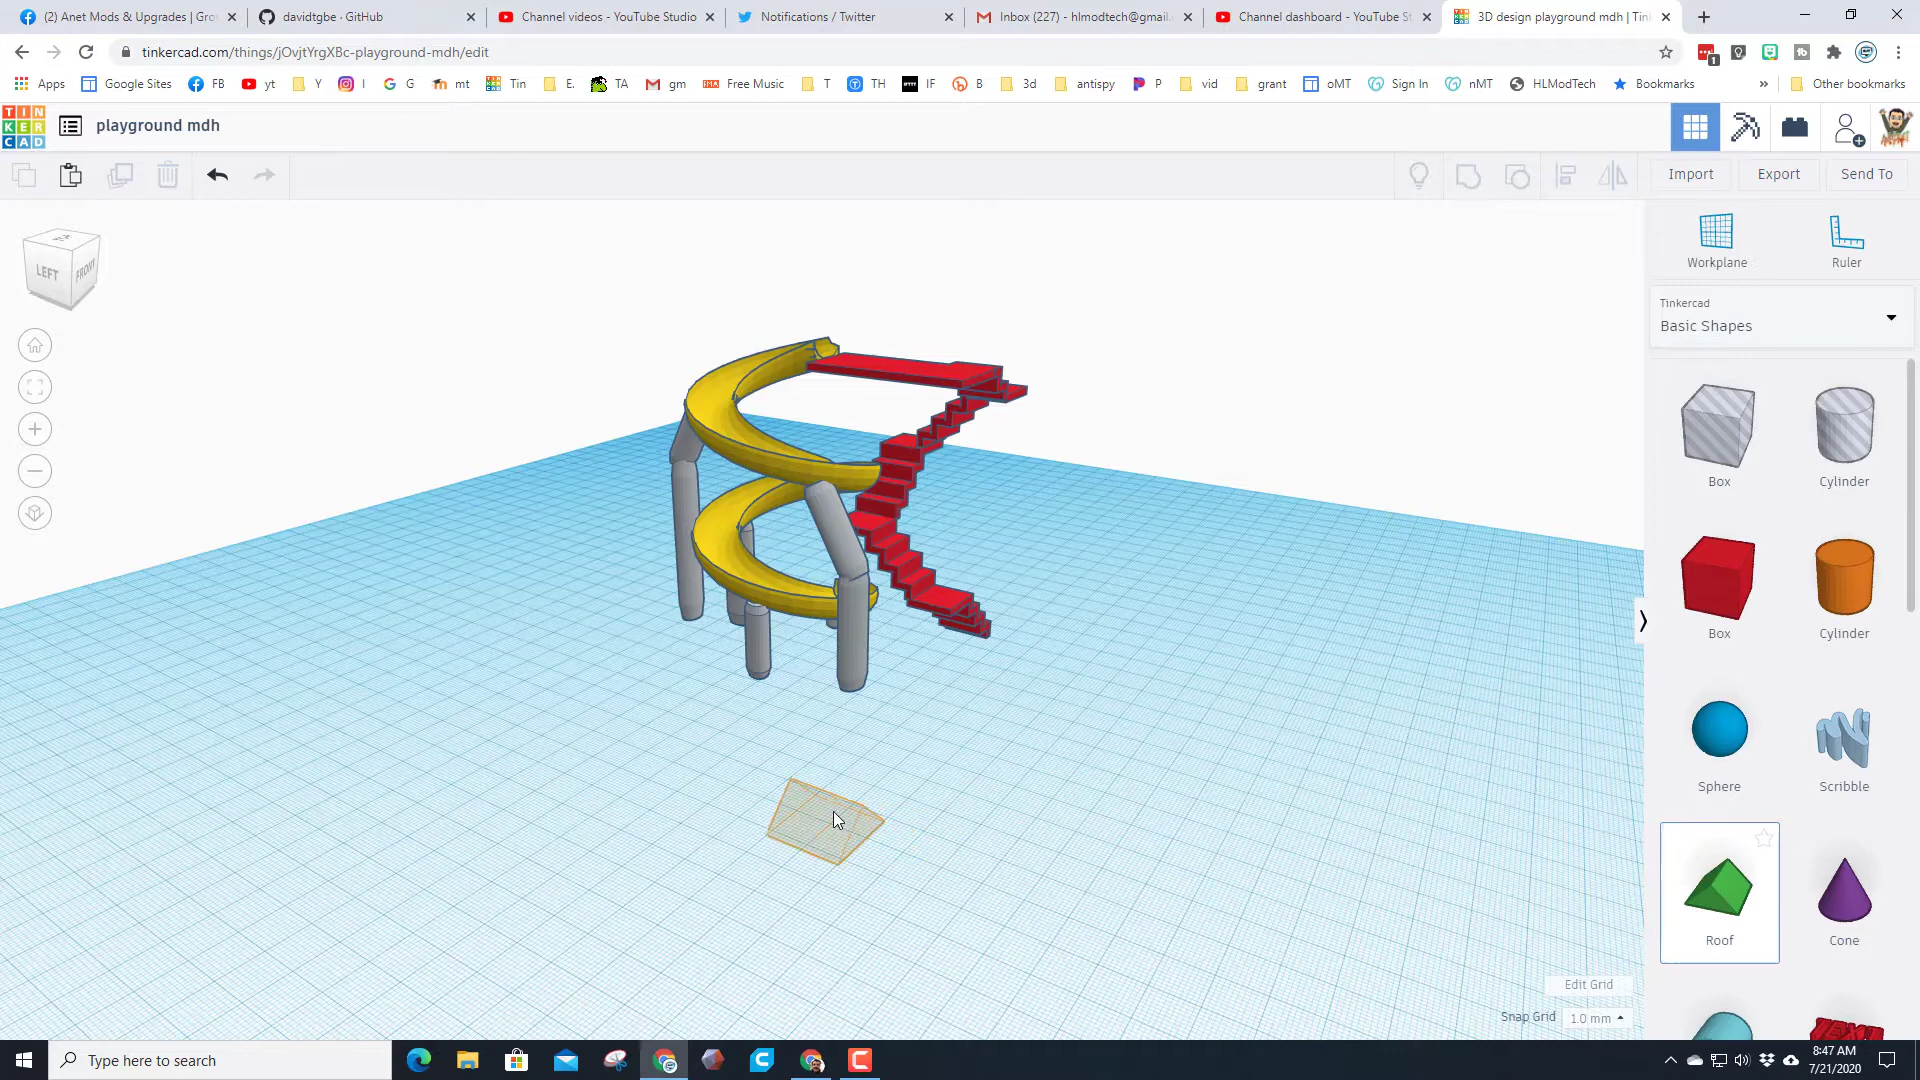 (2) Anet Mods & Upgrades | Gro
davidtgbe · GitHub
Channel videos - YouTube Studio
Notifications / Twitter
Inbox (227) - hlmodtech@gmail.
Channel dashboard - YouTube St
3D design playground mdh | Tin
tinkercad.com/things/jOvjtYrgXBc-playground-mdh/edit
Apps
Google Sites
FB
yt
Y
I
G
mt
Tin
E.
TA
gm
Free Music
T
TH
IF
B
3d
antispy
P
vid
grant
oMT
Sign In
nMT
HLModTech
Bookmarks
Other bookmarks
TIN
KER
CAD
playground mdh
Import
Export
Send To
LEFT
FRONT
Workplane
Ruler
Tinkercad
Basic Shapes
Box
Cylinder
Box
Cylinder
Sphere
Scribble
Roof
Cone
Edit Grid
Snap Grid
1.0 mm
Type here to search
8:47 AM
7/21/2020